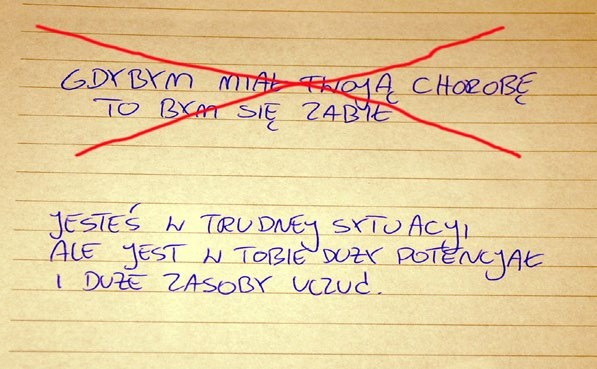 GDYBYM MIAŁ TWOJĄ CHOROBĘ
TO BYM SIĘ ZABIŁ
JESTEŚ W TRUDNEJ SYTUACJI,
ALE JEST W TOBIE DUŻY POTENCJAŁ
I DUŻE ZASOBY UCZUĆ.